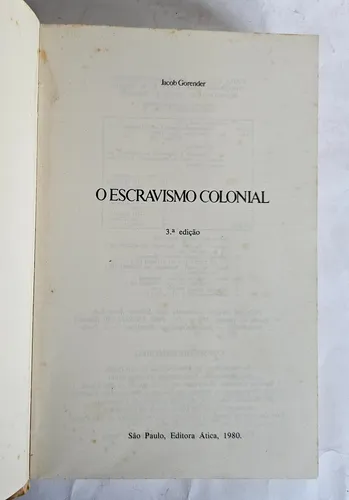 Jacob Gorender
O ESCRAVISMO COLONIAL
3.ª edição
São Paulo, Editora Ática, 1980.